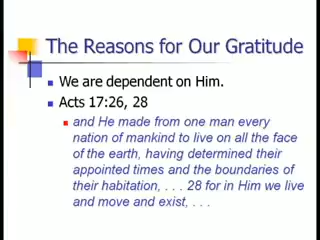 The Reasons for Our Gratitude
We are dependent on Him.
Acts 17:26, 28
and He made from one man every
nation of mankind to live on all the face
of the earth, having determined their
appointed times and the boundaries of
their habitation, . . . 28 for in Him we live
and move and exist, . . .